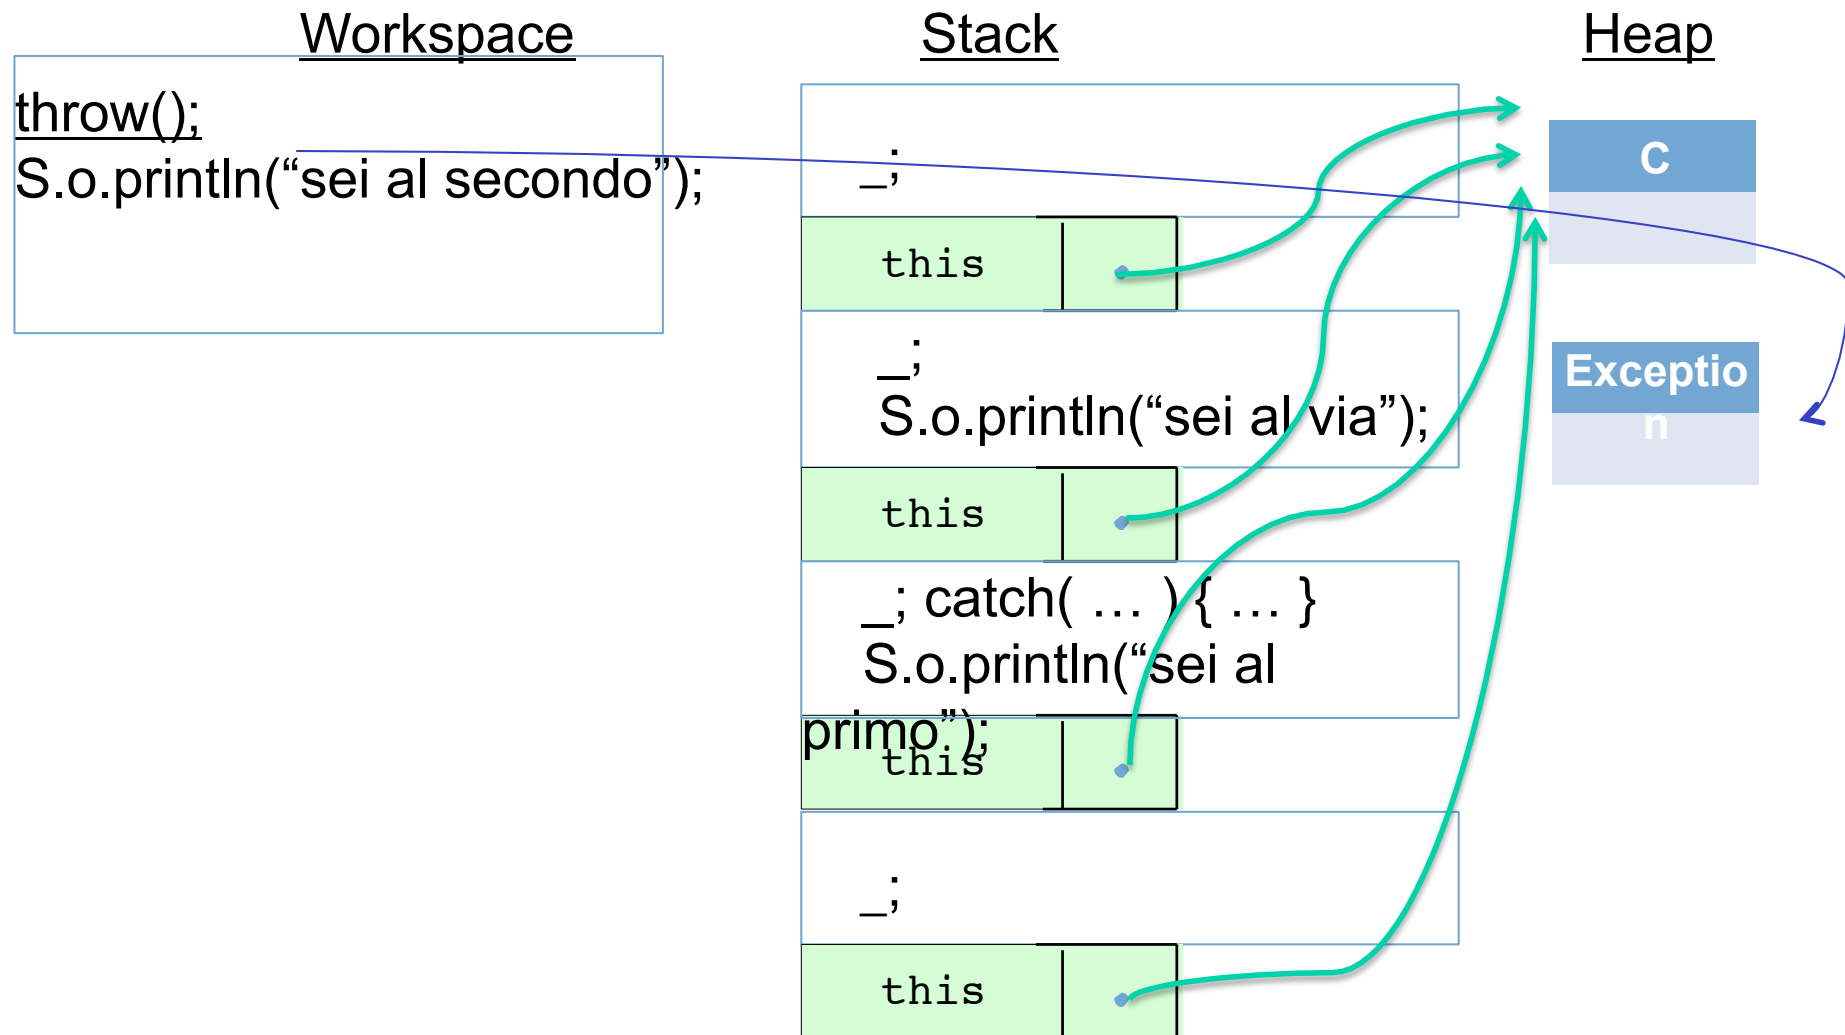 Workspace
Stack
Heap
throw();
S.o.println(“sei al secondo”);
_;
this
_;
S.o.println(“sei al via”);
this
_; catch( … ) { … }
S.o.println(“sei al
primo”);
this
_;
this
C
Exceptio
n